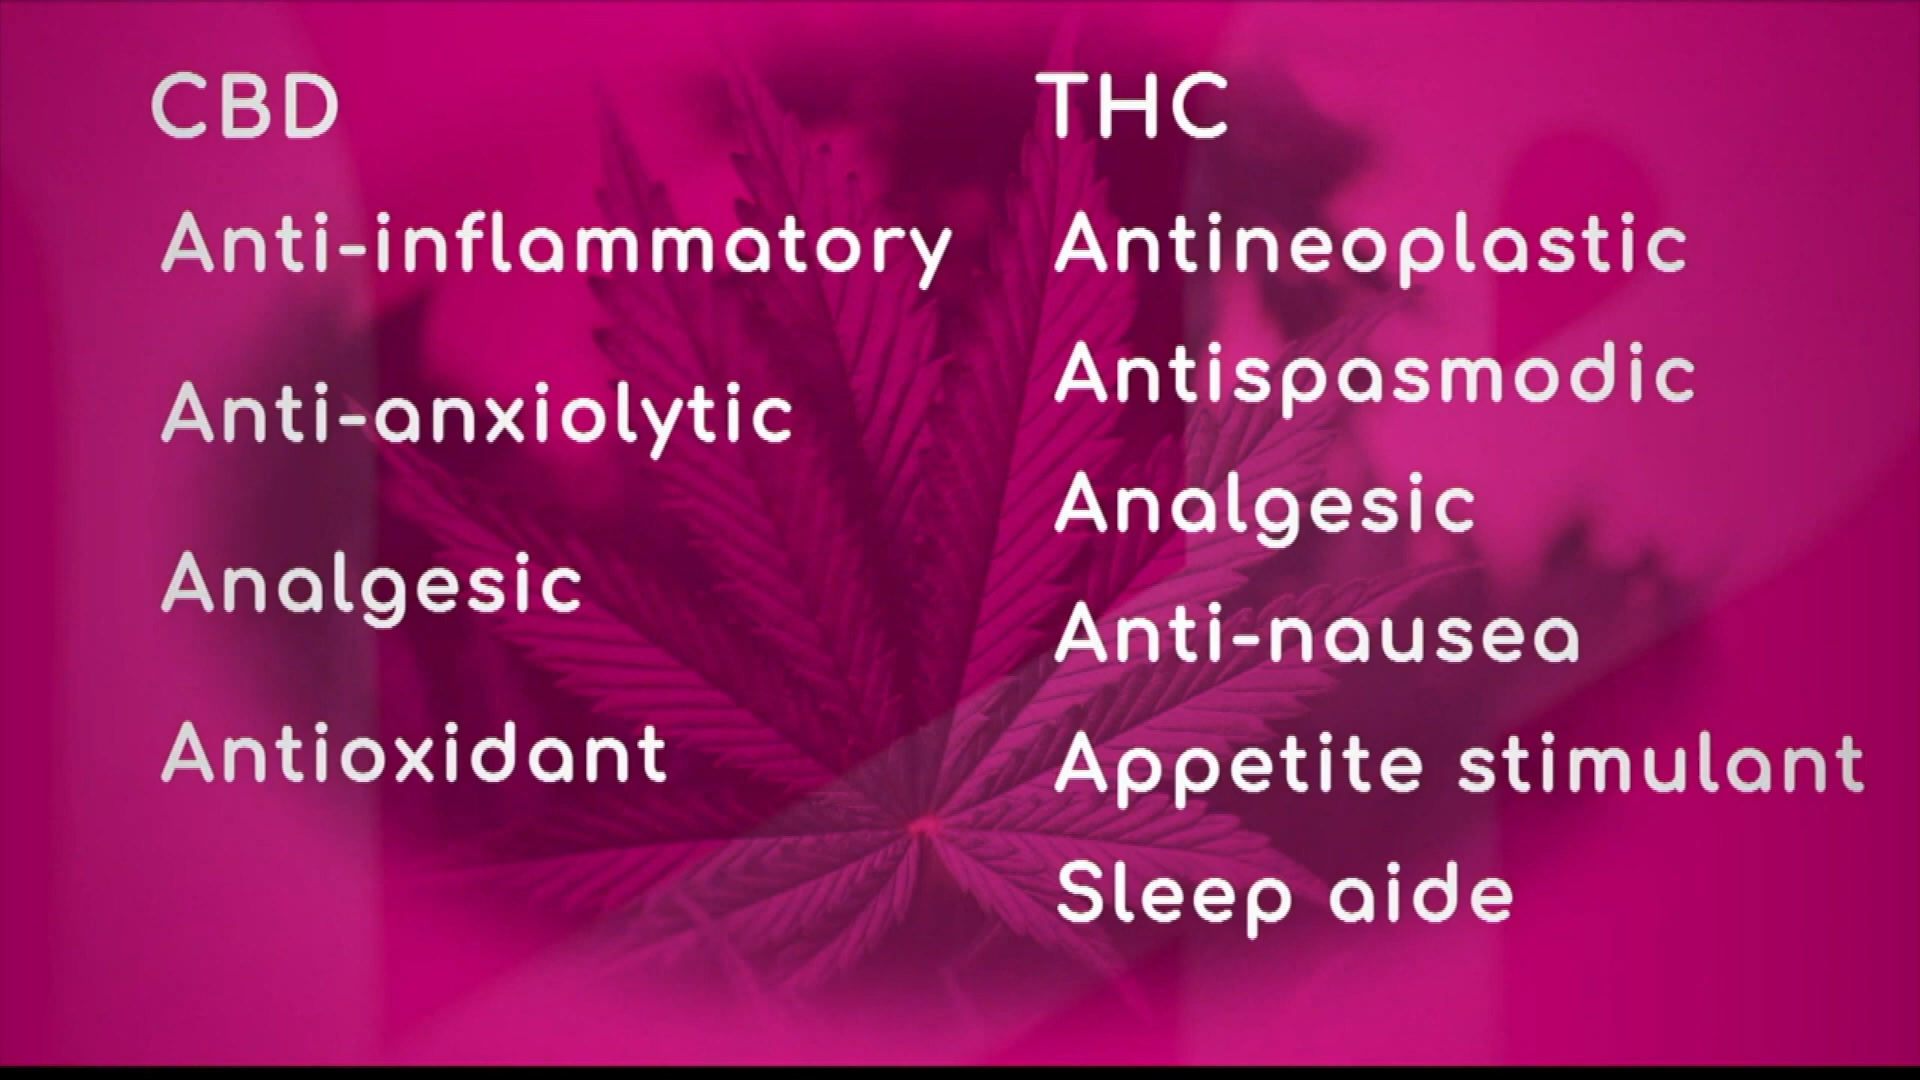 CBD
Anti-inflammatory
Anti-anxiolytic
Analgesic
Antioxidant
THC
Antineoplastic
Antispasmodic
Analgesic
Anti-nausea
Appetite stimulant
Sleep aide